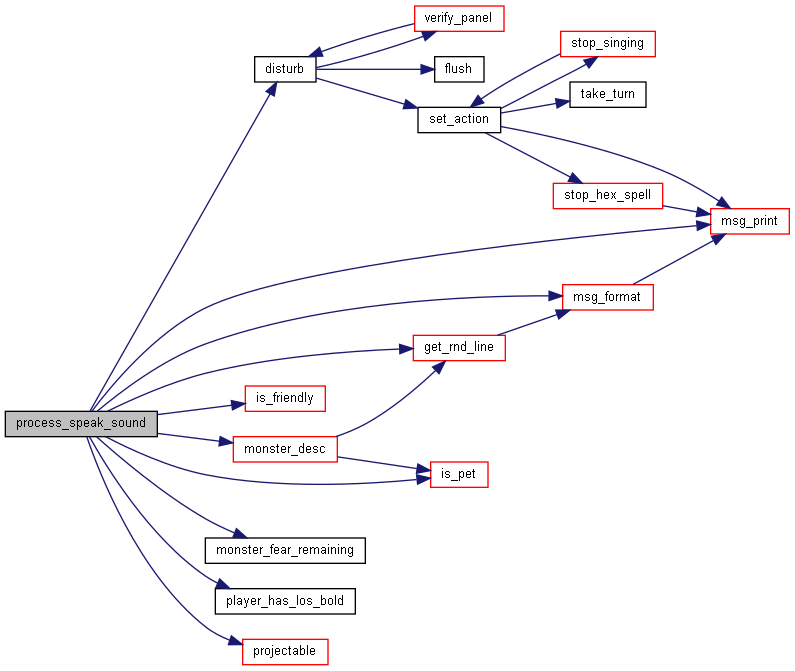 verify_panel
stop_singing
disturb
flush
take_turn
set_action
stop_hex_spell
msg_print
msg_format
get_rnd_line
is_friendly
process_speak_sound
monster_desc
is_pet
monster_fear_remaining
player_has_los_bold
projectable